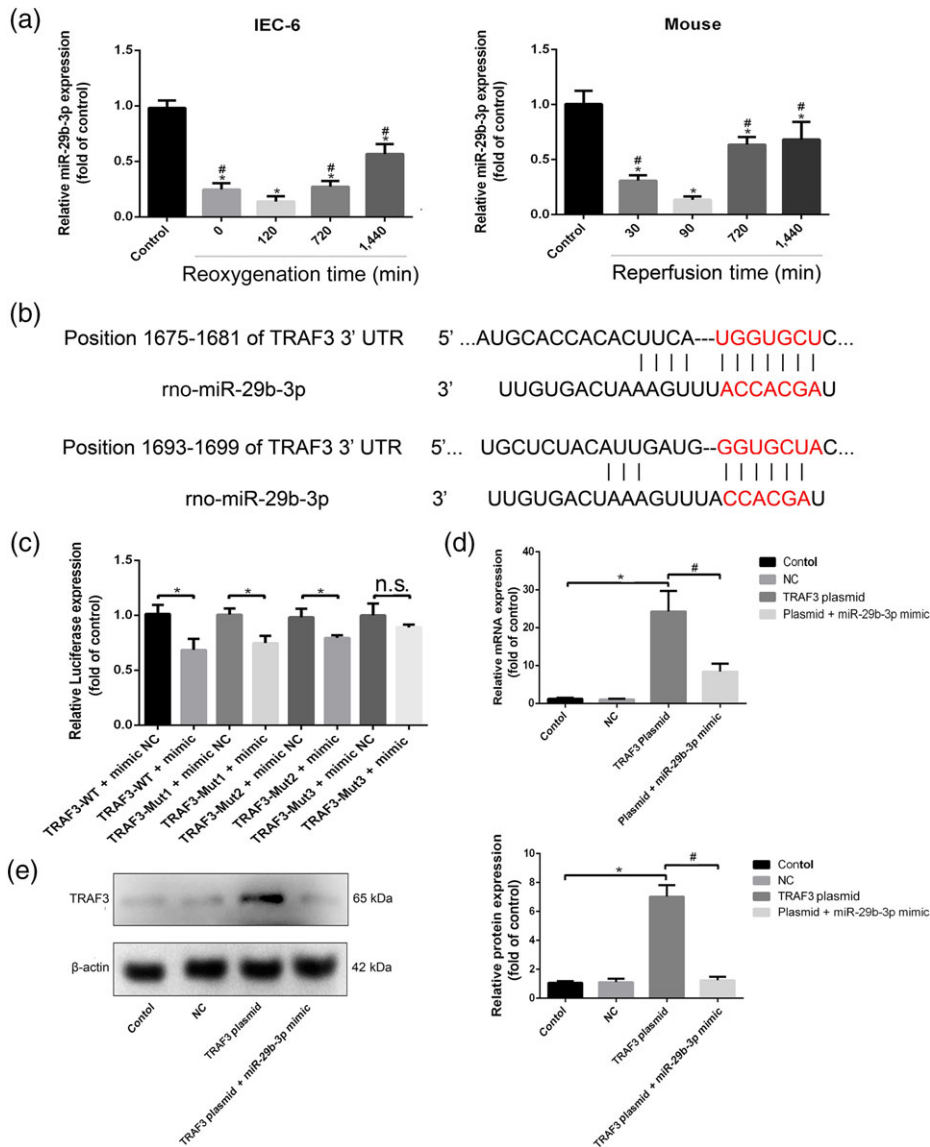 (a)
IEC-6
Relative miR-29b-3p expression
(fold of control)
1.5
1.0
0.5
0.0
#
*
*
#
*
#
*
Control
0
120
720
1,440
Reoxygenation time (min)
Mouse
Relative miR-29b-3p expression
(fold of control)
1.5
1.0
0.5
0.0
#
*
*
#
*
#
*
Control
30
90
720
1,440
Reperfusion time (min)
(b)
Position 1675-1681 of TRAF3 3' UTR 5' ...AUGCACCACACUUCA---UGGUGCUC...
rno-miR-29b-3p 3' UUGUGACUAAAGUUUACCACGAU
Position 1693-1699 of TRAF3 3' UTR 5'... UGCUCUACAUUGAUG--GGUGCUAC...
rno-miR-29b-3p 3' UUGUGACUAAAGUUUACCACGAU
(c)
Relative Luciferase expression
(fold of control)
1.5
1.0
0.5
0.0
*
*
*
n.s.
TRAF3-WT + mimic NC
TRAF3-WT + mimic
TRAF3-Mut1 + mimic NC
TRAF3-Mut1 + mimic
TRAF3-Mut2 + mimic NC
TRAF3-Mut2 + mimic
TRAF3-Mut3 + mimic NC
TRAF3-Mut3 + mimic
(d)
Relative mRNA expression
(fold of control)
40
30
20
10
0
*
#
Contol
NC
TRAF3 Plasmid
Plasmid + miR-29b-3p mimic
Contol
NC
TRAF3 plasmid
Plasmid + miR-29b-3p mimic
(e)
TRAF3
65 kDa
β-actin
42 kDa
Contol
NC
TRAF3 plasmid
TRAF3 plasmid + miR-29b-3p mimic
Relative protein expression
(fold of control)
8
6
4
2
0
*
#
Contol
NC
TRAF3 plasmid
TRAF3 plasmid + miR-29b-3p mimic
Contol
NC
TRAF3 plasmid
Plasmid + miR-29b-3p mimic